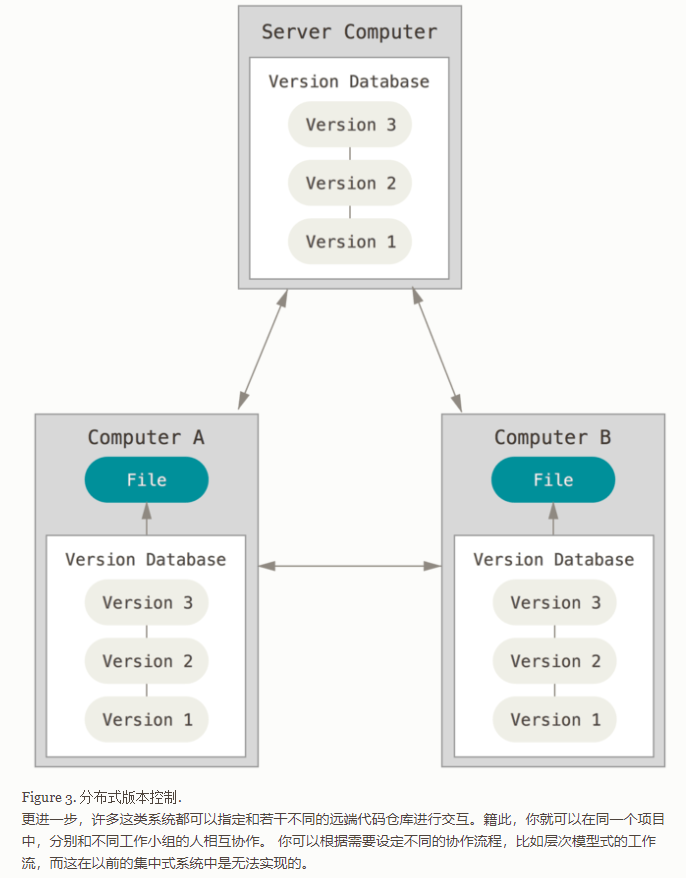 Server Computer
Version Database
Version 3
Version 2
Version 1
Computer A
File
Version Database
Version 3
Version 2
Version 1
Computer B
File
Version Database
Version 3
Version 2
Version 1
Figure 3. 分布式版本控制.
更进一步，许多这类系统都可以指定和若干不同的远端代码仓库进行交互。籍此，你就可以在同一个项目
中，分别和不同工作小组的人相互协作。 你可以根据需要设定不同的协作流程，比如层次模型式的工作
流，而这在以前的集中式系统中是无法实现的。